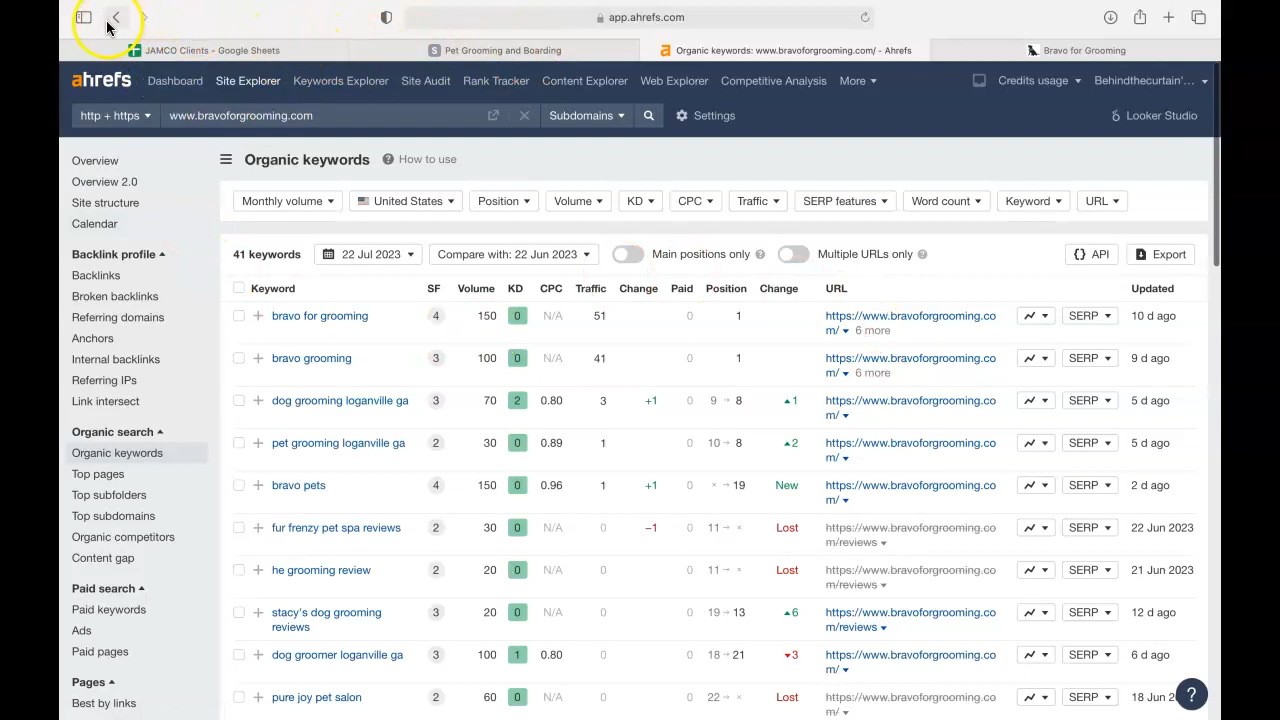 app.ahrefs.com
JAMCO Clients - Google Sheets
S Pet Grooming and Boarding
a Organic keywords: www.bravoforgrooming.com/ - Ahrefs
Bravo for Grooming
ahrefs Dashboard Site Explorer Keywords Explorer Site Audit Rank Tracker Content Explorer Web Explorer Competitive Analysis More Credits usage Behindthecurtain'...
http + https www.bravoforgrooming.com Subdomains Settings Looker Studio
Overview
Overview 2.0
Site structure
Calendar
Backlink profile
Backlinks
Broken backlinks
Referring domains
Anchors
Internal backlinks
Referring IPs
Link intersect
Organic search
Organic keywords
Top pages
Top subfolders
Top subdomains
Organic competitors
Content gap
Paid search
Paid keywords
Ads
Paid pages
Pages
Best by links
Organic keywords ? How to use
Monthly volume United States Position Volume KD CPC Traffic SERP features Word count Keyword URL
41 keywords 22 Jul 2023 Compare with: 22 Jun 2023 Main positions only ? Multiple URLs only ? {} API Export
Keyword SF Volume KD CPC Traffic Change Paid Position Change URL Updated
bravo for grooming 4 150 0 N/A 51 0 1 https://www.bravoforgrooming.co SERP 10 d ago
m/ 6 more
bravo grooming 3 100 0 N/A 41 0 1 https://www.bravoforgrooming.co SERP 9 d ago
m/ 6 more
dog grooming loganville ga 3 70 2 0.80 3 +1 0 9 → 8 ▲1 https://www.bravoforgrooming.co SERP 5 d ago
m/
pet grooming loganville ga 2 30 0 0.89 1 0 10 → 8 ▲2 https://www.bravoforgrooming.co SERP 5 d ago
m/
bravo pets 4 150 0 0.96 1 +1 0 × → 19 New https://www.bravoforgrooming.co SERP 2 d ago
m/
fur frenzy pet spa reviews 2 30 0 N/A 0 −1 0 11 → × Lost https://www.bravoforgrooming.co SERP 22 Jun 2023
m/reviews
he grooming review 2 20 0 N/A 0 0 11 → × Lost https://www.bravoforgrooming.co SERP 21 Jun 2023
m/reviews
stacy's dog grooming 3 20 0 N/A 0 0 19 → 13 ▲6 https://www.bravoforgrooming.co SERP 12 d ago
reviews m/reviews
dog groomer loganville ga 3 100 1 0.80 0 0 18 → 21 ▼3 https://www.bravoforgrooming.co SERP 6 d ago
m/
pure joy pet salon 2 60 0 N/A 0 0 22 → × Lost https://www.bravoforgrooming.co SERP 18 Jun 2
m/
?